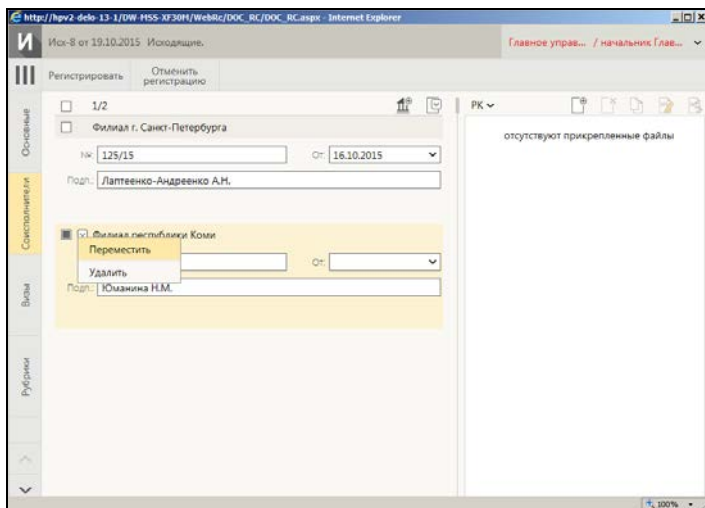 http://hpv2-delo-13-1/DW-MSS-XF30M/WebRc/DOC_RC/DOC_RC.aspx - Internet Explorer
И Исх-8 от 19.10.2015 Исходящие. Главное управ... / начальник Глав...
Регистрировать Отменить регистрацию
1/2 РК
Филиал г. Санкт-Петербурга
отсутствуют прикрепленные файлы
№: 125/15 От: 16.10.2015
Подп.: Лаптеенко-Андреенко А.Н.
Филиал республики Коми
Переместить
От:
Удалить
Подп.: Юманина Н.М.
Основные
Соисполнители
Визы
Рубрики
100%